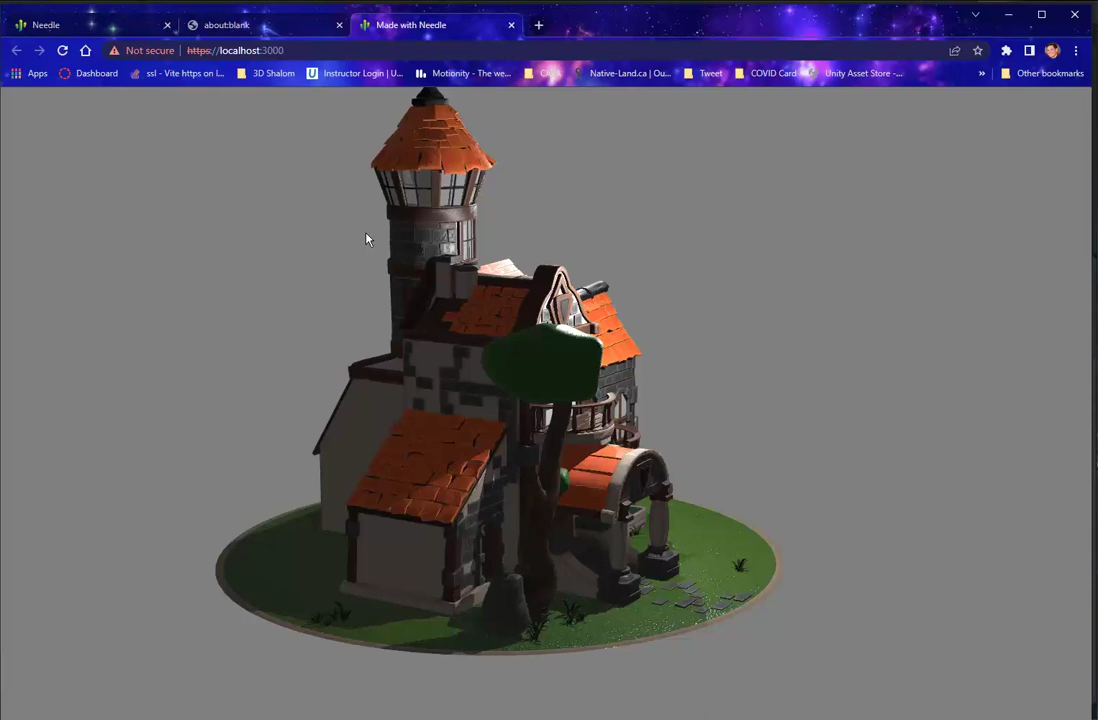 Needle
about:blank
Made with Needle
Not secure
https://localhost:3000
Apps
Dashboard
ssl - Vite https on l...
3D Shalom
Instructor Login | U...
Motionity - The we...
Native-Land.ca | Ou...
Tweet
COVID Card
Unity Asset Store -...
»
Other bookmarks